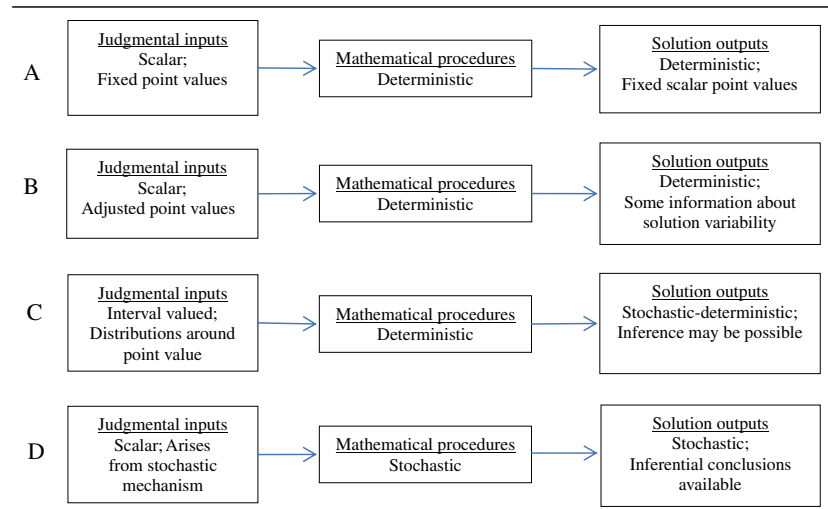 A
Judgmental inputs
Scalar;
Fixed point values
Mathematical procedures
Deterministic
Solution outputs
Deterministic;
Fixed scalar point values
B
Judgmental inputs
Scalar;
Adjusted point values
Mathematical procedures
Deterministic
Solution outputs
Deterministic;
Some information about
solution variability
C
Judgmental inputs
Interval valued;
Distributions around
point value
Mathematical procedures
Deterministic
Solution outputs
Stochastic-deterministic;
Inference may be possible
D
Judgmental inputs
Scalar; Arises
from stochastic
mechanism
Mathematical procedures
Stochastic
Solution outputs
Stochastic;
Inferential conclusions
available